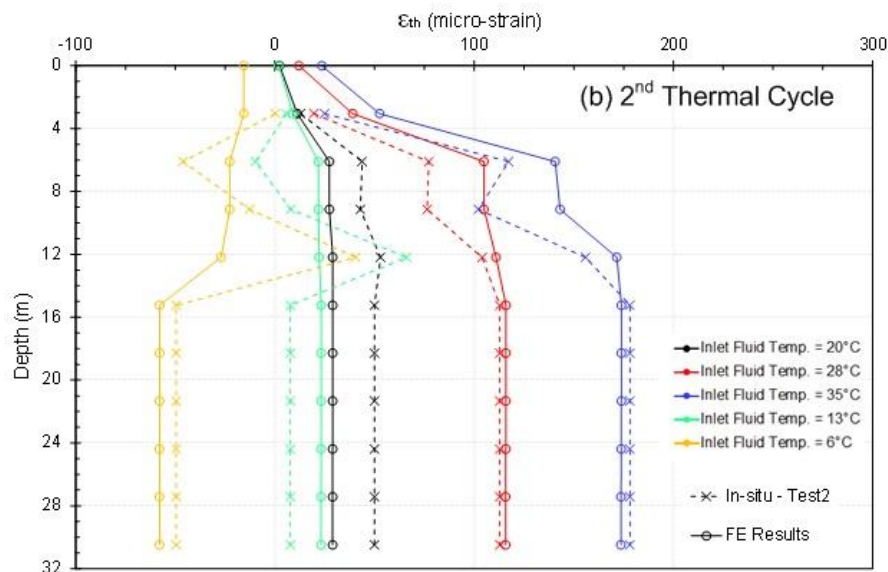 εth (micro-strain)
-100 0 100 200 300
(b) 2nd Thermal Cycle
0
4
8
12
16
20
24
28
32
Depth (m)
Inlet Fluid Temp. = 20°C
Inlet Fluid Temp. = 28°C
Inlet Fluid Temp. = 35°C
Inlet Fluid Temp. = 13°C
Inlet Fluid Temp. = 6°C
In-situ - Test2
FE Results